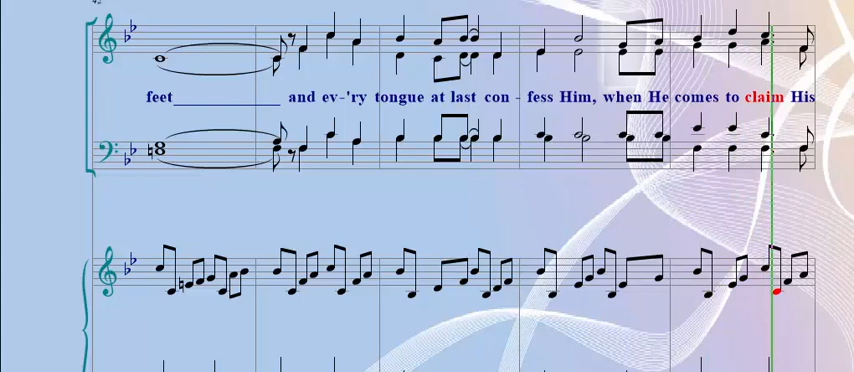 feet____________ and ev-'ry tongue at last con - fess Him, when He comes to claim His